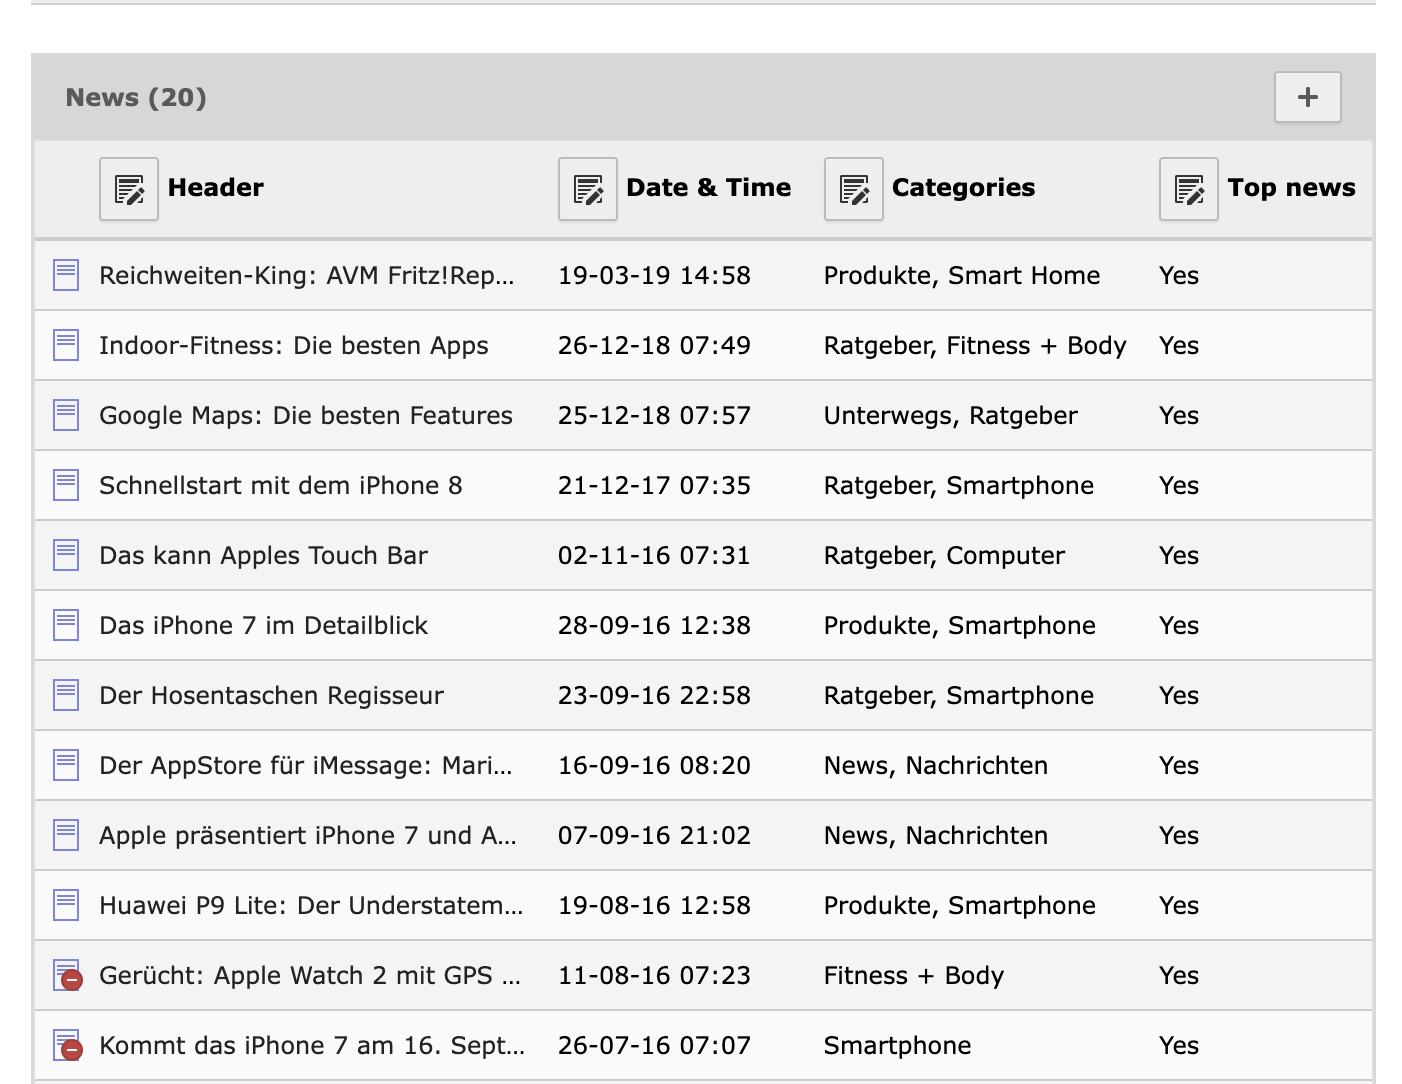 News (20)
Header Date & Time Categories Top news
Reichweiten-King: AVM Fritz!Rep... 19-03-19 14:58 Produkte, Smart Home Yes
Indoor-Fitness: Die besten Apps 26-12-18 07:49 Ratgeber, Fitness + Body Yes
Google Maps: Die besten Features 25-12-18 07:57 Unterwegs, Ratgeber Yes
Schnellstart mit dem iPhone 8 21-12-17 07:35 Ratgeber, Smartphone Yes
Das kann Apples Touch Bar 02-11-16 07:31 Ratgeber, Computer Yes
Das iPhone 7 im Detailblick 28-09-16 12:38 Produkte, Smartphone Yes
Der Hosentaschen Regisseur 23-09-16 22:58 Ratgeber, Smartphone Yes
Der AppStore für iMessage: Mari... 16-09-16 08:20 News, Nachrichten Yes
Apple präsentiert iPhone 7 und A... 07-09-16 21:02 News, Nachrichten Yes
Huawei P9 Lite: Der Understatem... 19-08-16 12:58 Produkte, Smartphone Yes
Gerücht: Apple Watch 2 mit GPS ... 11-08-16 07:23 Fitness + Body Yes
Kommt das iPhone 7 am 16. Sept... 26-07-16 07:07 Smartphone Yes